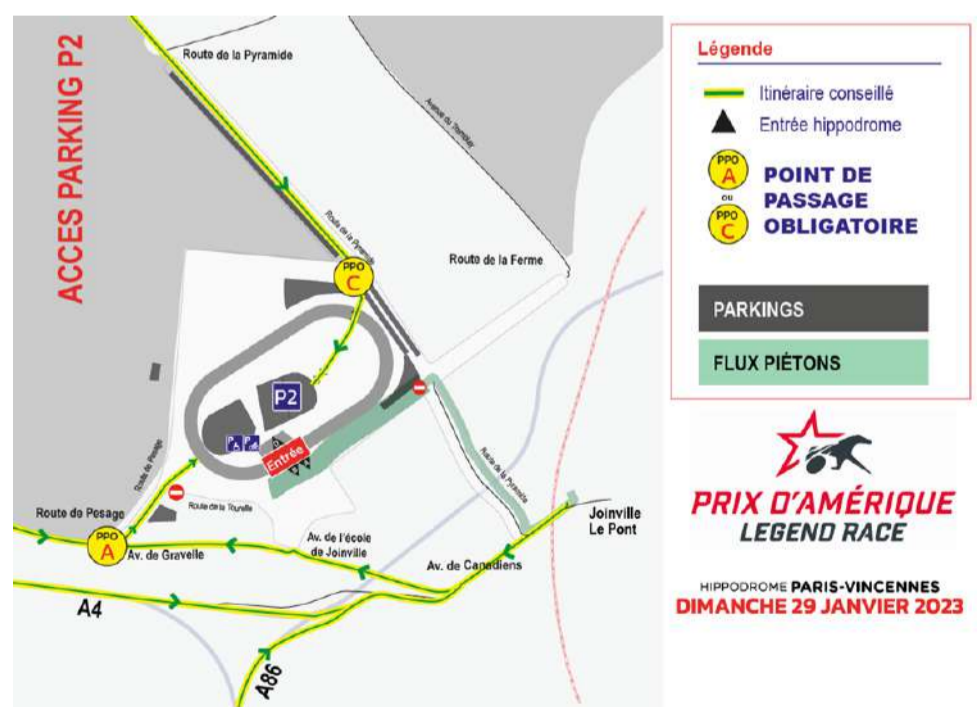 ACCES PARKING P2
Route de la Pyramide
Avenue du Tremblay
Route de la Pyramide
PPO
C
Route de la Ferme
P2
P
P
Entrée
Route de Pesage
Route de la Tourelle
Route de Pesage
PPO
A
Av. de Gravelle
Av. de l'école
de Joinville
Av. de Canadiens
Route de la Pyramide
Joinville
Le Pont
A4
A86
Légende
Itinéraire conseillé
Entrée hippodrome
PPO
A
ou
PPO
C
POINT DE
PASSAGE
OBLIGATOIRE
PARKINGS
FLUX PIÉTONS
PRIX D'AMÉRIQUE
LEGEND RACE
HIPPODROME PARIS-VINCENNES
DIMANCHE 29 JANVIER 2023